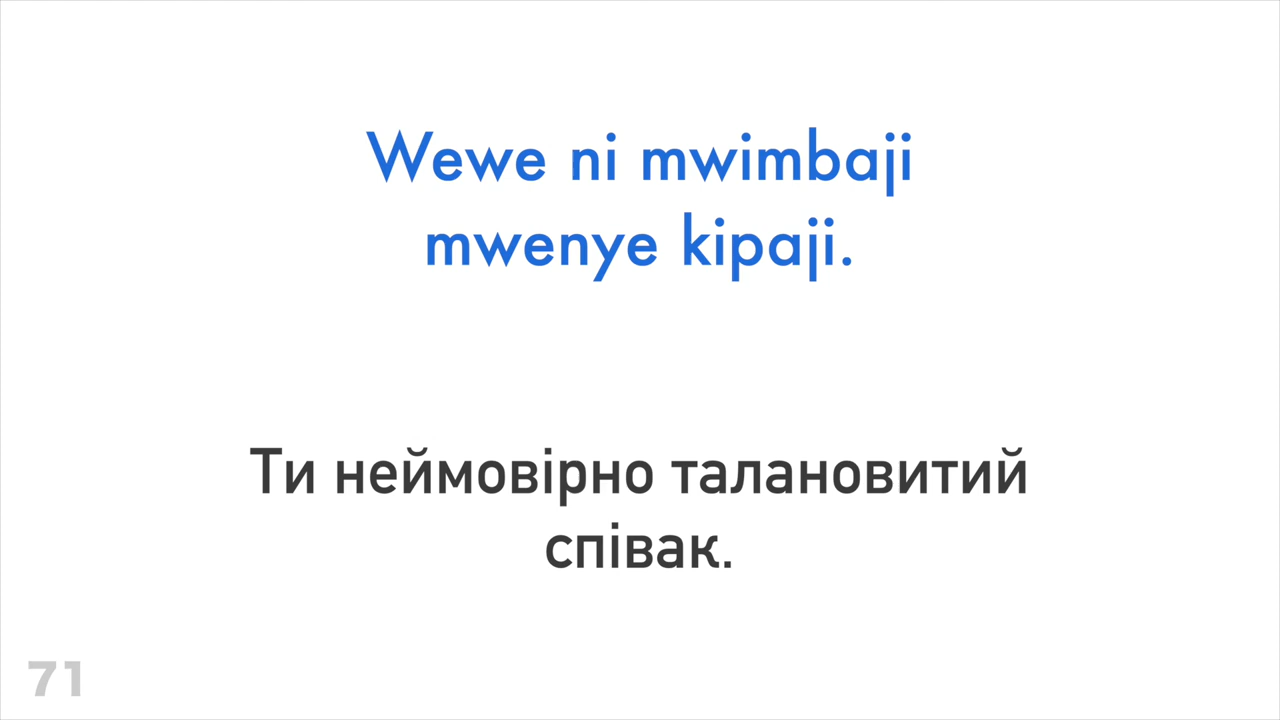 Wewe ni mwimbaji
mwenye kipaji.
Ти неймовірно талановитий
співак.
71